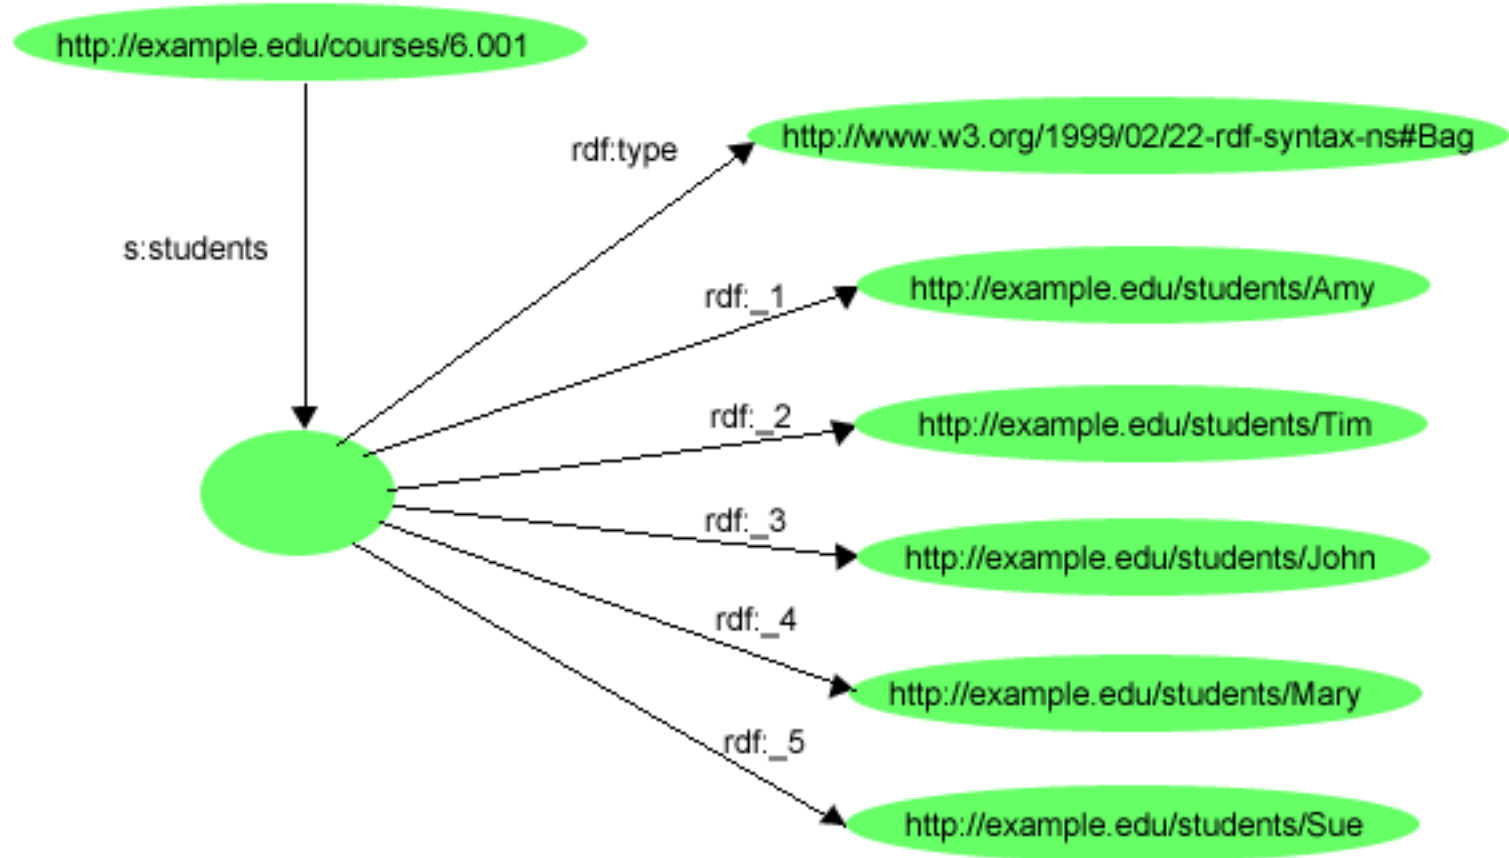 http://example.edu/courses/6.001
rdf:type
http://www.w3.org/1999/02/22-rdf-syntax-ns#Bag
s:students
rdf:_1
http://example.edu/students/Amy
rdf:_2
http://example.edu/students/Tim
rdf:_3
http://example.edu/students/John
rdf:_4
http://example.edu/students/Mary
rdf:_5
http://example.edu/students/Sue